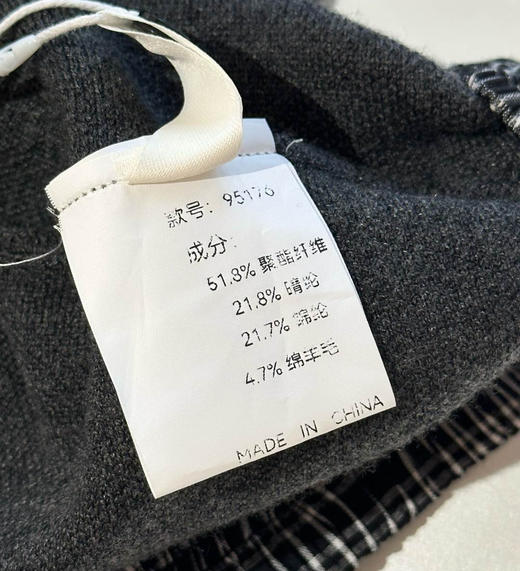 款号: 95176
成分:
51.8% 聚酯纤维
21.8% 晴纶
21.7% 锦纶
4.7% 绵羊毛
MADE IN CHINA